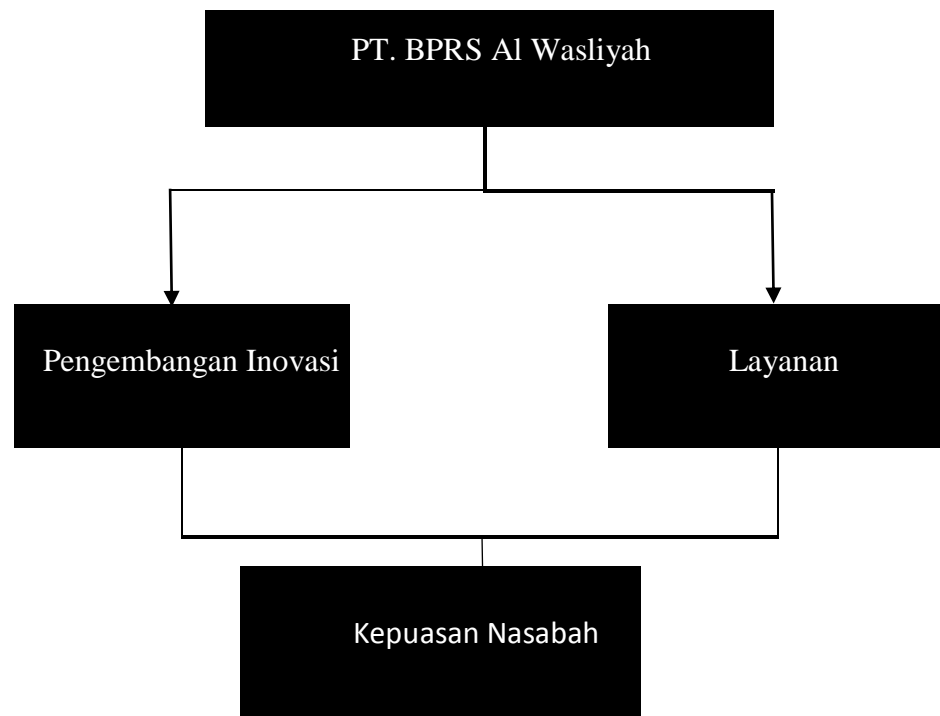 PT. BPRS Al Wasliyah
Pengembangan Inovasi
Layanan
Kepuasan Nasabah